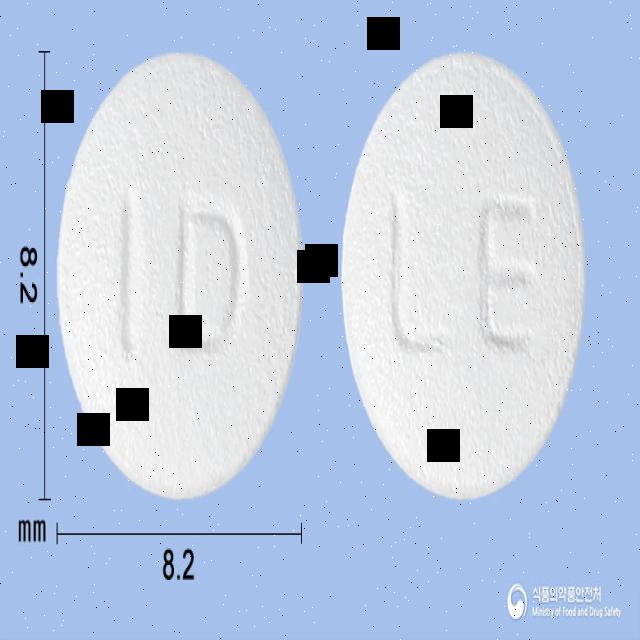 ID
LE
8.2
mm
8.2
식품의약품안전처
Ministry of Food and Drug Safety